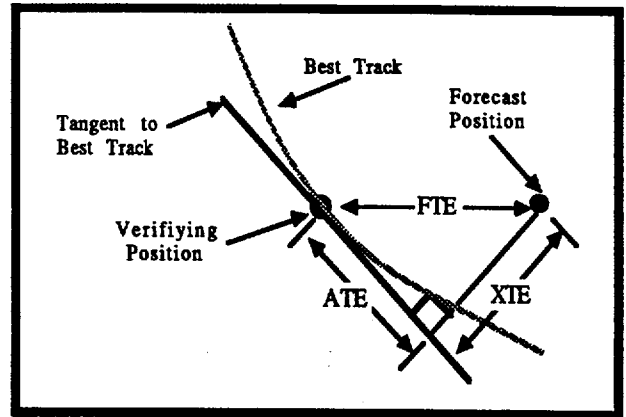 Best Track
Forecast
Position
Tangent to
Best Track
FTE
Verifiying
Position
ATE
XTE